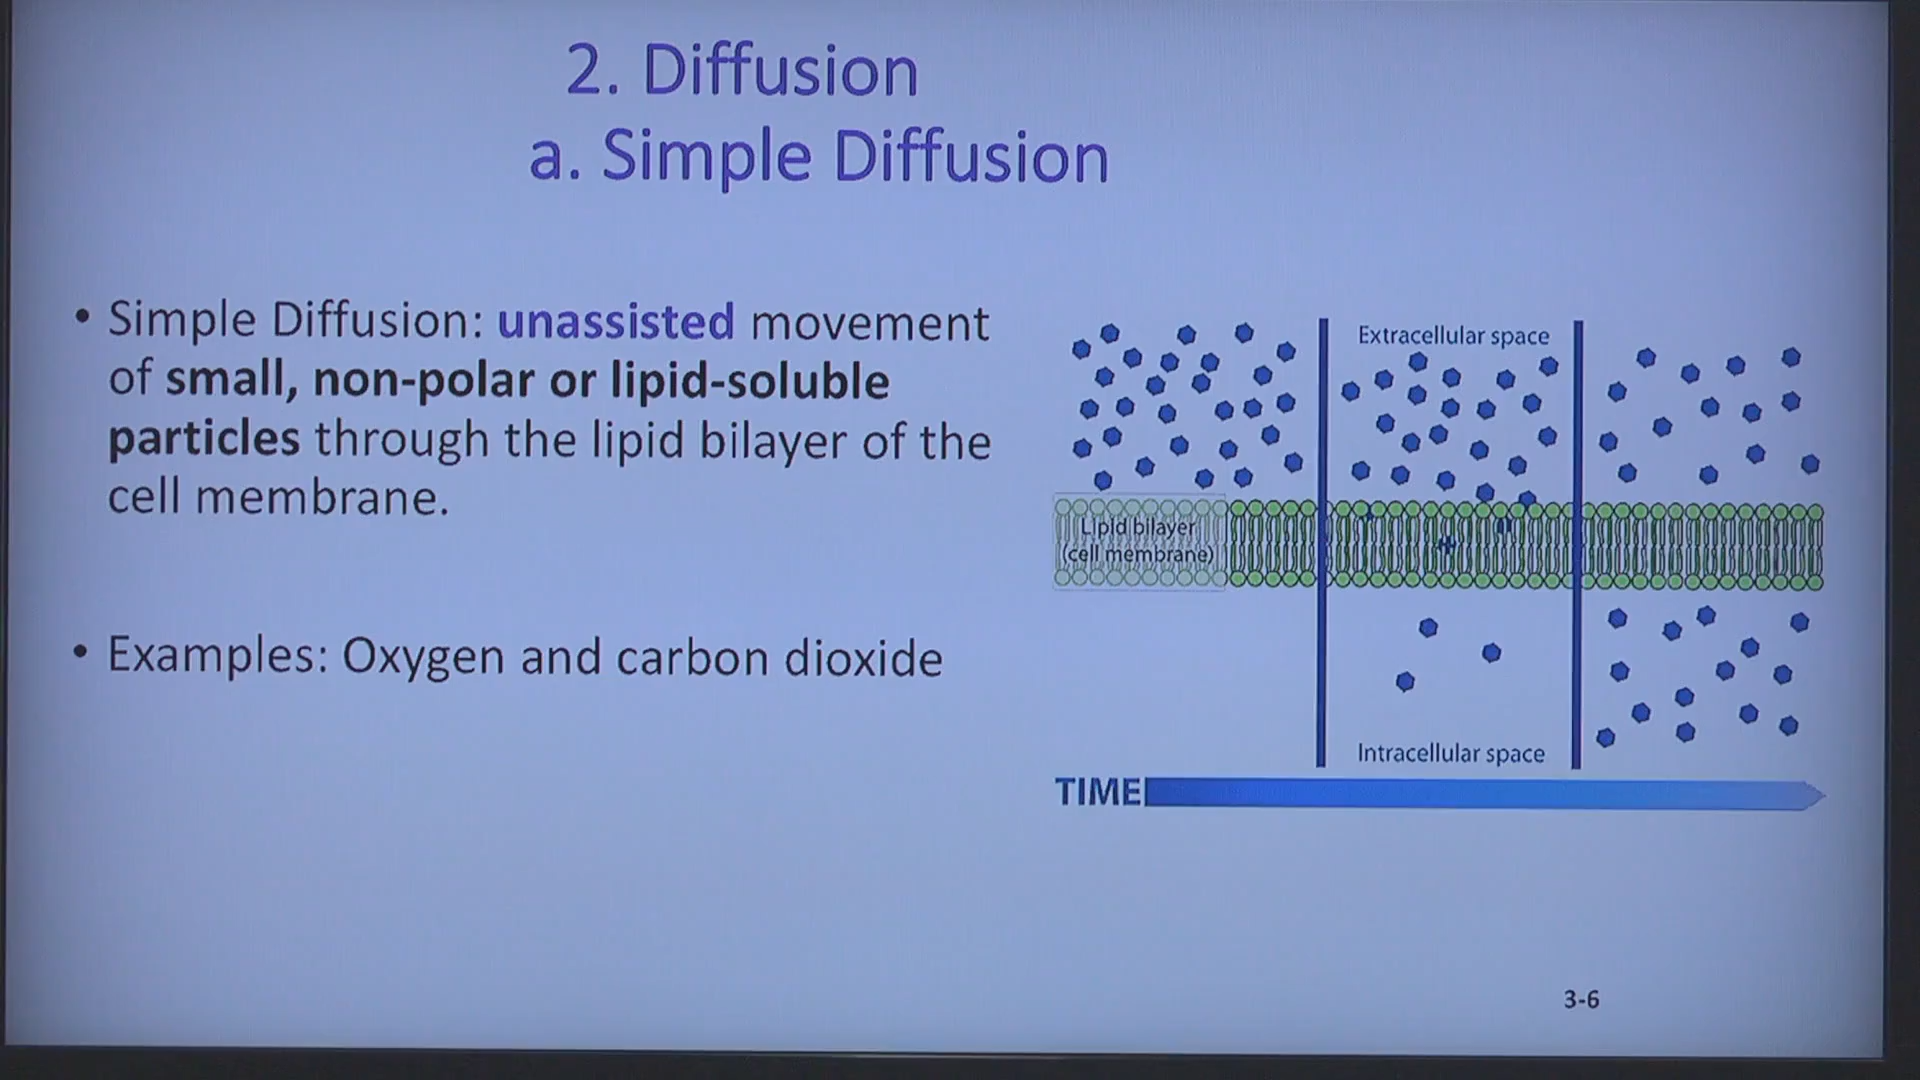 2. Diffusion
a. Simple Diffusion
• Simple Diffusion: unassisted movement
of small, non-polar or lipid-soluble
particles through the lipid bilayer of the
cell membrane.
• Examples: Oxygen and carbon dioxide
Extracellular space
Lipid bilayer
(cell membrane)
Intracellular space
TIME
3-6